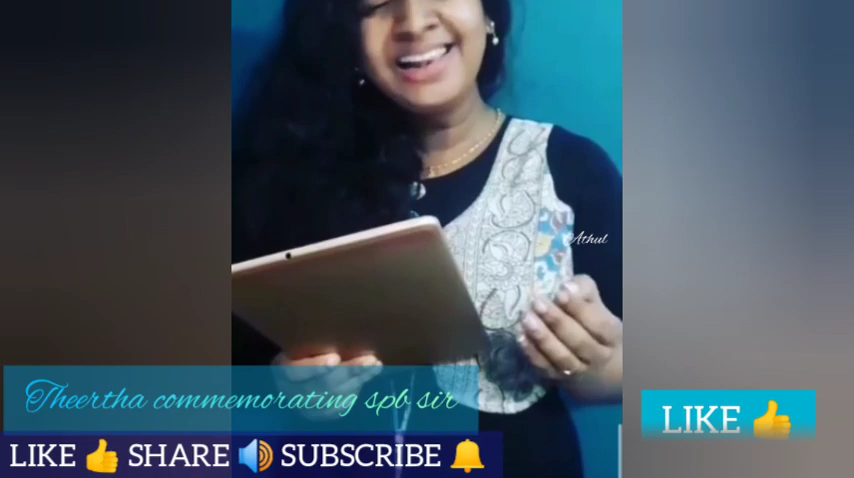 Athul
Theertha commemorating spb sir
LIKE 👍 SHARE 🔊 SUBSCRIBE 🔔
LIKE 👍